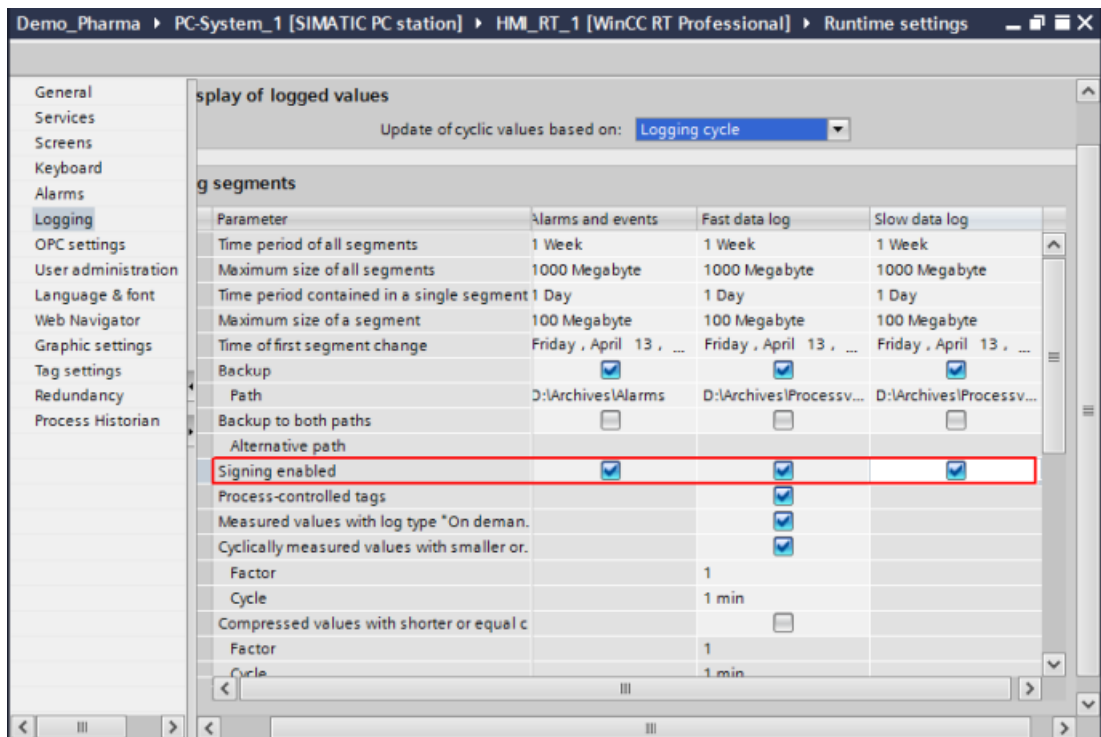 Demo_Pharma ▸ PC-System_1 [SIMATIC PC station] ▸ HMI_RT_1 [WinCC RT Professional] ▸ Runtime settings
General
Services
Screens
Keyboard
Alarms
Logging
OPC settings
User administration
Language & font
Web Navigator
Graphic settings
Tag settings
Redundancy
Process Historian
splay of logged values
Update of cyclic values based on: Logging cycle
g segments
Parameter Alarms and events Fast data log Slow data log
Time period of all segments 1 Week 1 Week 1 Week
Maximum size of all segments 1000 Megabyte 1000 Megabyte 1000 Megabyte
Time period contained in a single segment 1 Day 1 Day 1 Day
Maximum size of a segment 100 Megabyte 100 Megabyte 100 Megabyte
Time of first segment change Friday , April 13 , ... Friday , April 13 , ... Friday , April 13 , ...
Backup
Path D:\Archives\Alarms D:\Archives\Processv... D:\Archives\Processv...
Backup to both paths
Alternative path
Signing enabled
Process-controlled tags
Measured values with log type "On deman.
Cyclically measured values with smaller or.
Factor 1
Cycle 1 min
Compressed values with shorter or equal c
Factor 1
Cycle 1 min